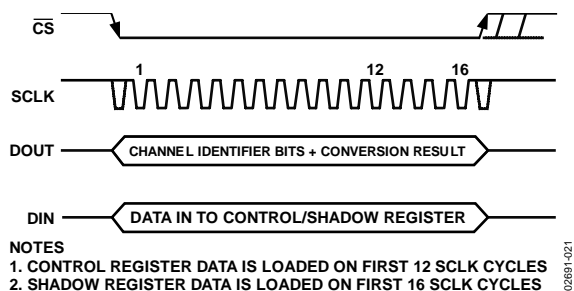 CS
1 12 16
SCLK
DOUT CHANNEL IDENTIFIER BITS + CONVERSION RESULT
DIN DATA IN TO CONTROL/SHADOW REGISTER
NOTES
1. CONTROL REGISTER DATA IS LOADED ON FIRST 12 SCLK CYCLES
2. SHADOW REGISTER DATA IS LOADED ON FIRST 16 SCLK CYCLES
02691-021